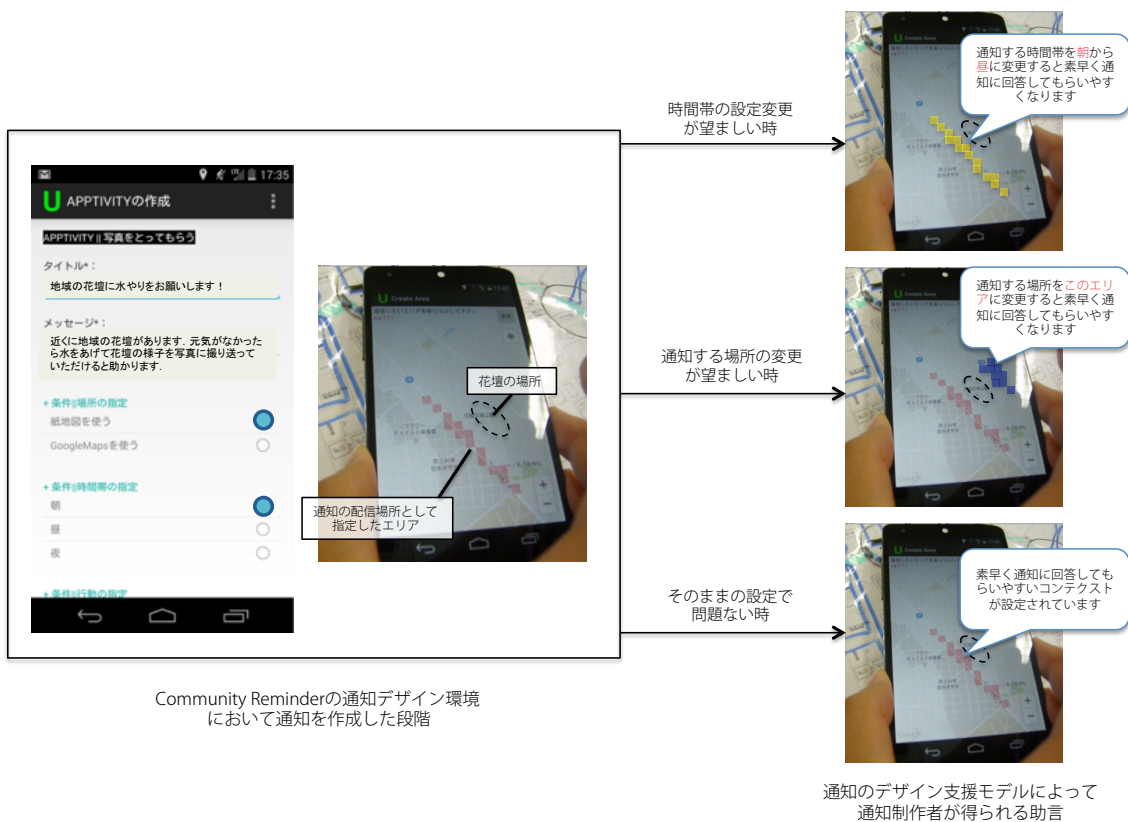 17:35
U APPTIVITYの作成
APPTIVITY || 写真をとってもらう
タイトル*：
地域の花壇に水やりをお願いします！
メッセージ*：
近くに地域の花壇があります. 元気がなかった
ら水をあげて花壇の様子を写真に撮り送って
いただけると助かります.
+ 条件||場所の指定
紙地図を使う
GoogleMapsを使う
+ 条件||時間帯の指定
朝
昼
夜
+ 条件||行動の指定
U Create Area
花壇の場所
通知の配信場所として
指定したエリア
Community Reminderの通知デザイン環境
において通知を作成した段階
時間帯の設定変更
が望ましい時
U Create Area
通知する時間帯を朝から
昼に変更すると素早く通
知に回答してもらいやす
くなります
通知する場所の変更
が望ましい時
U Create Area
通知する場所をこのエリ
アに変更すると素早く通
知に回答してもらいやす
くなります
そのままの設定で
問題ない時
U Create Area
素早く通知に回答しても
らいやすいコンテクスト
が設定されています
通知のデザイン支援モデルによって
通知制作者が得られる助言